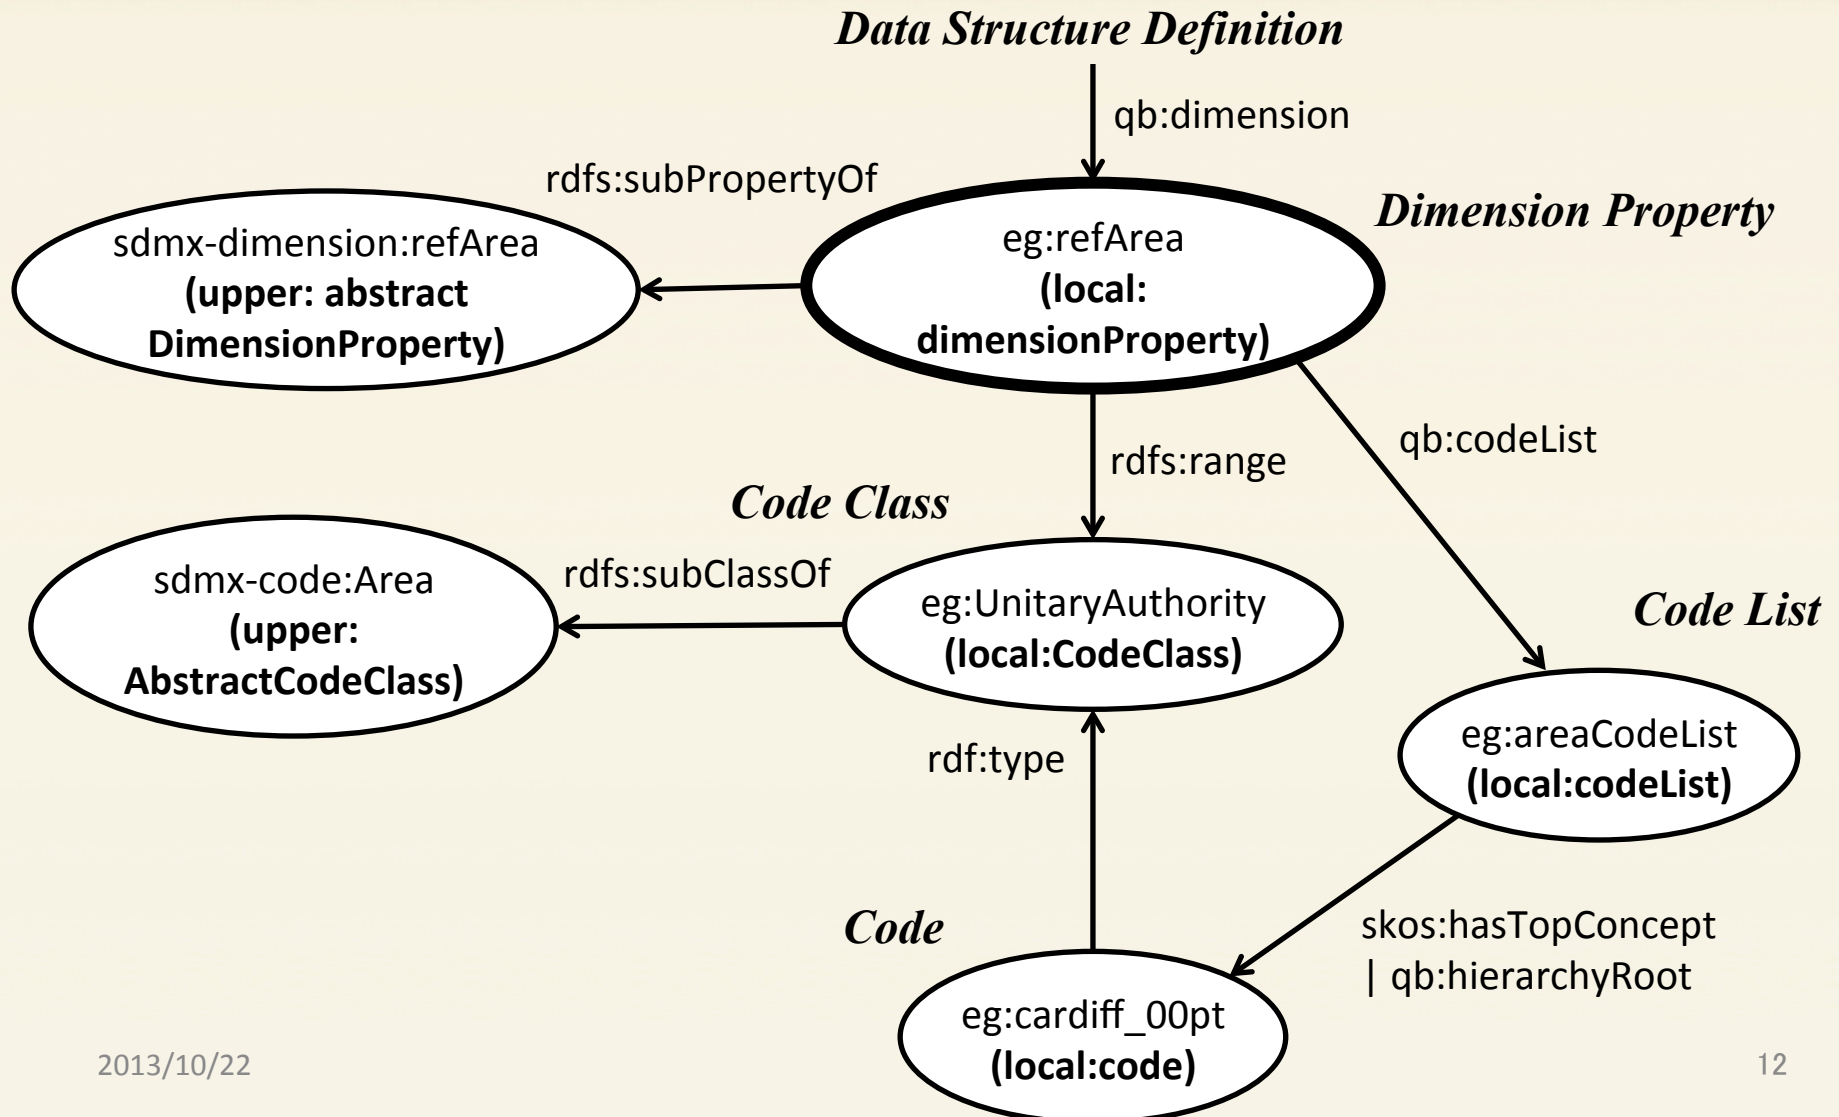 Data Structure Definition
qb:dimension
rdfs:subPropertyOf
Dimension Property
sdmx-dimension:refArea
(upper: abstract
DimensionProperty)
eg:refArea
(local:
dimensionProperty)
qb:codeList
rdfs:range
Code Class
rdfs:subClassOf
sdmx-code:Area
(upper:
AbstractCodeClass)
eg:UnitaryAuthority
(local:CodeClass)
Code List
eg:areaCodeList
(local:codeList)
rdf:type
Code
skos:hasTopConcept
| qb:hierarchyRoot
eg:cardiff_00pt
(local:code)
2013/10/22
12